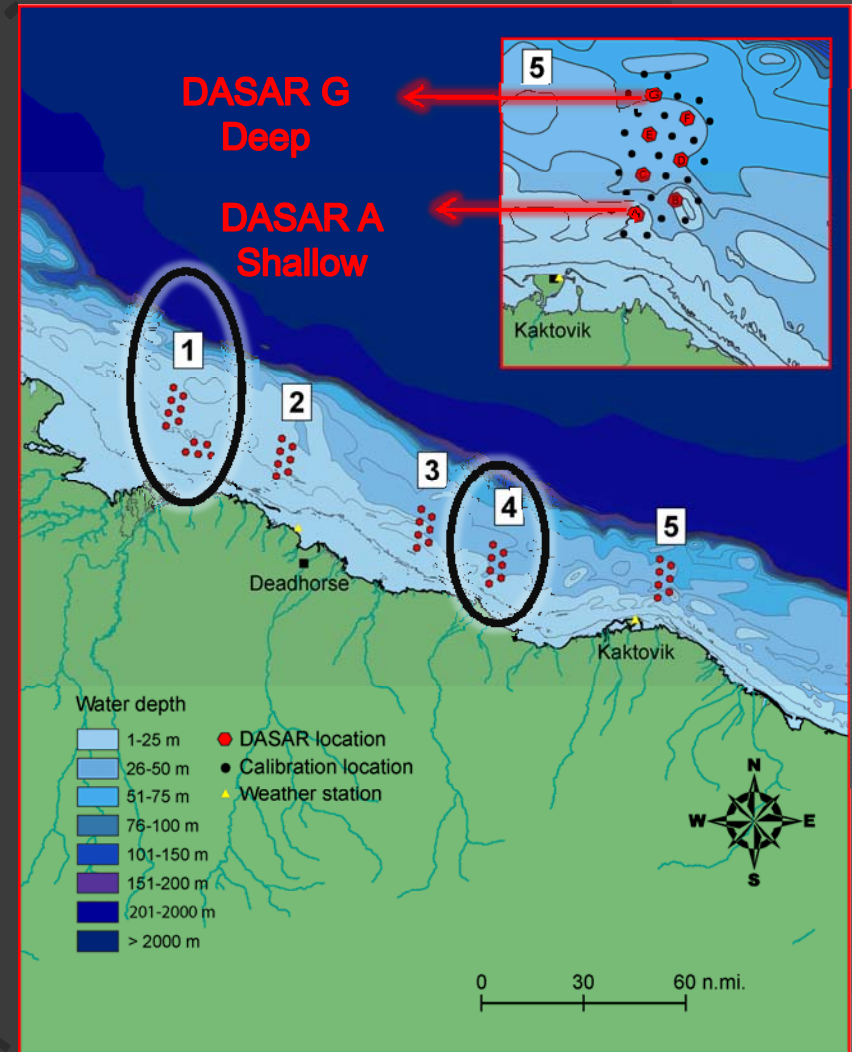 DASAR G
Deep
DASAR A
Shallow
5
G
F
E
D
C
B
A
Kaktovik
1
2
3
4
5
Deadhorse
Kaktovik
Water depth
1-25 m
26-50 m
51-75 m
76-100 m
101-150 m
151-200 m
201-2000 m
> 2000 m
DASAR location
Calibration location
Weather station
N
W
E
S
0
30
60 n.mi.